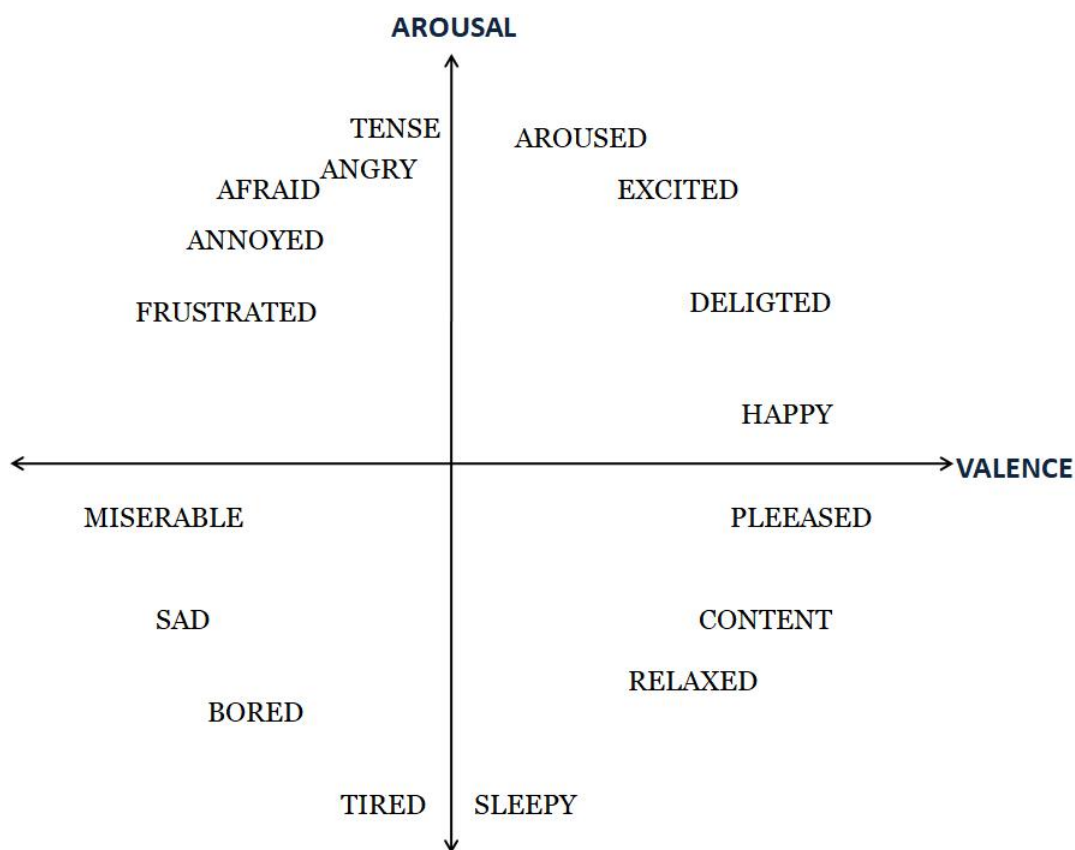 AROUSAL
TENSE
AROUSED
ANGRY
AFRAID
EXCITED
ANNOYED
DELIGTED
FRUSTRATED
HAPPY
VALENCE
MISERABLE
PLEEASED
SAD
CONTENT
RELAXED
BORED
TIRED
SLEEPY